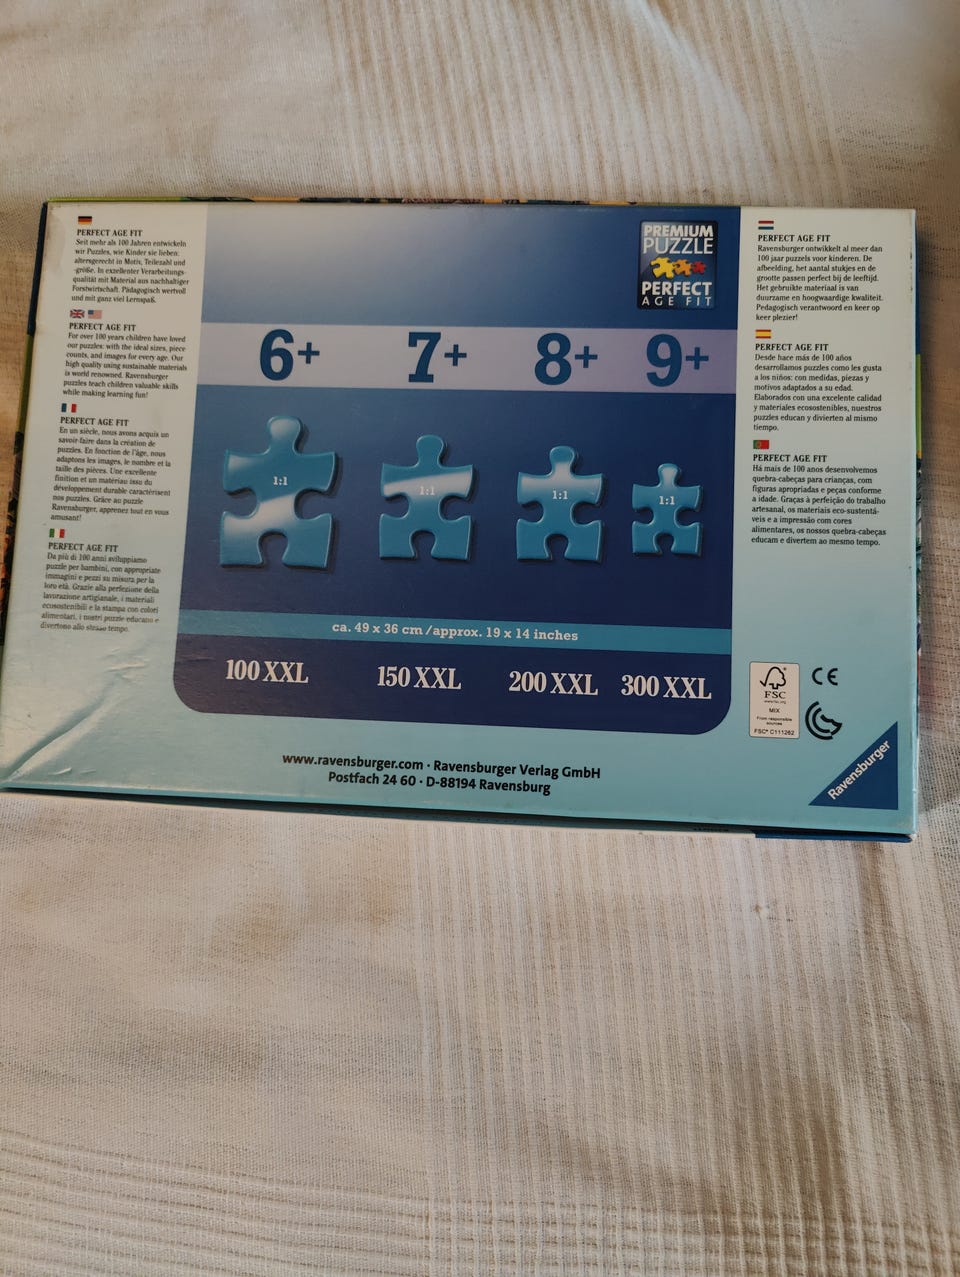 PERFECT AGE FIT
Seit mehr als 100 Jahren entwickeln
wir Puzzles, wie Kinder sie lieben:
altersgerecht in Motiv, Teilezahl und
-größe. In exzellenter Verarbeitungs-
qualität mit Material aus nachhaltiger
Forstwirtschaft. Pädagogisch wertvoll
und mit ganz viel Lernspaß.
PERFECT AGE FIT
For over 100 years children have loved
our puzzles: with the ideal sizes, piece
counts, and images for every age. Our
high quality using sustainable materials
is world renowned. Ravensburger
puzzles teach children valuable skills
while making learning fun!
PERFECT AGE FIT
En un siècle, nous avons acquis un
savoir-faire dans la création de
puzzles. En fonction de l'âge, nous
adaptons les images, le nombre et la
taille des pièces. Une excellente
finition et un matériau issu du
développement durable caractérisent
nos puzzles. Grâce au puzzle
Ravensburger, apprenez tout en vous
amusant!
PERFECT AGE FIT
Da più di 100 anni sviluppiamo
puzzle per bambini, con appropriate
immagini e pezzi su misura per la
loro età. Grazie alla perfezione della
lavorazione artigianale, i materiali
ecosostenibili e la stampa con colori
alimentari, i nostri puzzle educano e
divertono allo stesso tempo.
PREMIUM
PUZZLE
PERFECT
AGE FIT
6+ 7+ 8+ 9+
1:1 1:1 1:1 1:1
ca. 49 x 36 cm/approx. 19 x 14 inches
100 XXL 150 XXL 200 XXL 300 XXL
www.ravensburger.com · Ravensburger Verlag GmbH
Postfach 24 60 · D-88194 Ravensburg
PERFECT AGE FIT
Ravensburger ontwikkelt al meer dan
100 jaar puzzels voor kinderen. De
afbeelding, het aantal stukjes en de
grootte passen perfect bij de leeftijd.
Het gebruikte materiaal is van
duurzame en hoogwaardige kwaliteit.
Pedagogisch verantwoord en keer op
keer plezier!
PERFECT AGE FIT
Desde hace más de 100 años
desarrollamos puzzles como les gusta
a los niños: con medidas, piezas y
motivos adaptados a su edad.
Elaborados con una excelente calidad
y materiales ecosostenibles, nuestros
puzzles educan y divierten al mismo
tiempo.
PERFECT AGE FIT
Há mais de 100 anos desenvolvemos
quebra-cabeças para crianças, com
figuras apropriadas e peças conforme
a idade. Graças à perfeição do trabalho
artesanal, os materiais eco-sustentá-
veis e a impressão com cores
alimentares, os nossos quebra-cabeças
educam e divertem ao mesmo tempo.
FSC
www.fsc.org
MIX
From responsible
sources
FSC® C111262
CE
Ravensburger